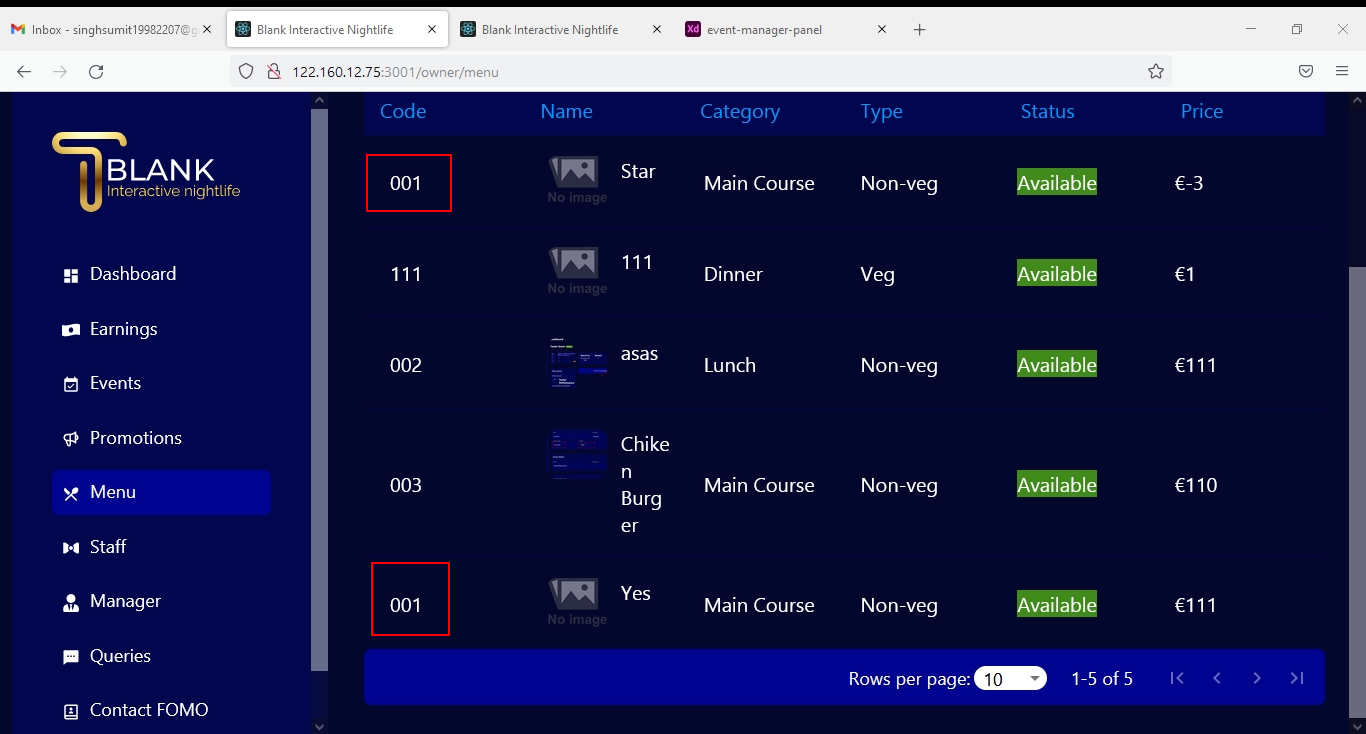 Inbox - singhsumit19982207@g
Blank Interactive Nightlife
Blank Interactive Nightlife
Xd event-manager-panel
122.160.12.75:3001/owner/menu
BLANK
Interactive nightlife
Dashboard
Earnings
Events
Promotions
Menu
Staff
Manager
Queries
Contact FOMO
Code Name Category Type Status Price
001 No image Star Main Course Non-veg Available €-3
111 No image 111 Dinner Veg Available €1
002 asas Lunch Non-veg Available €111
003 Chike
n
Burg
er Main Course Non-veg Available €110
001 No image Yes Main Course Non-veg Available €111
Rows per page: 10 1-5 of 5